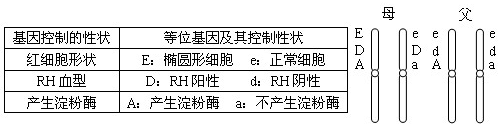 母 父
基因控制的性状 等位基因及其控制性状
红细胞形状 E：椭圆形细胞 e：正常细胞
RH血型 D：RH阳性 d：RH阴性
产生淀粉酶 A：产生淀粉酶 a：不产生淀粉酶
E e e e
D D d d
A a A a